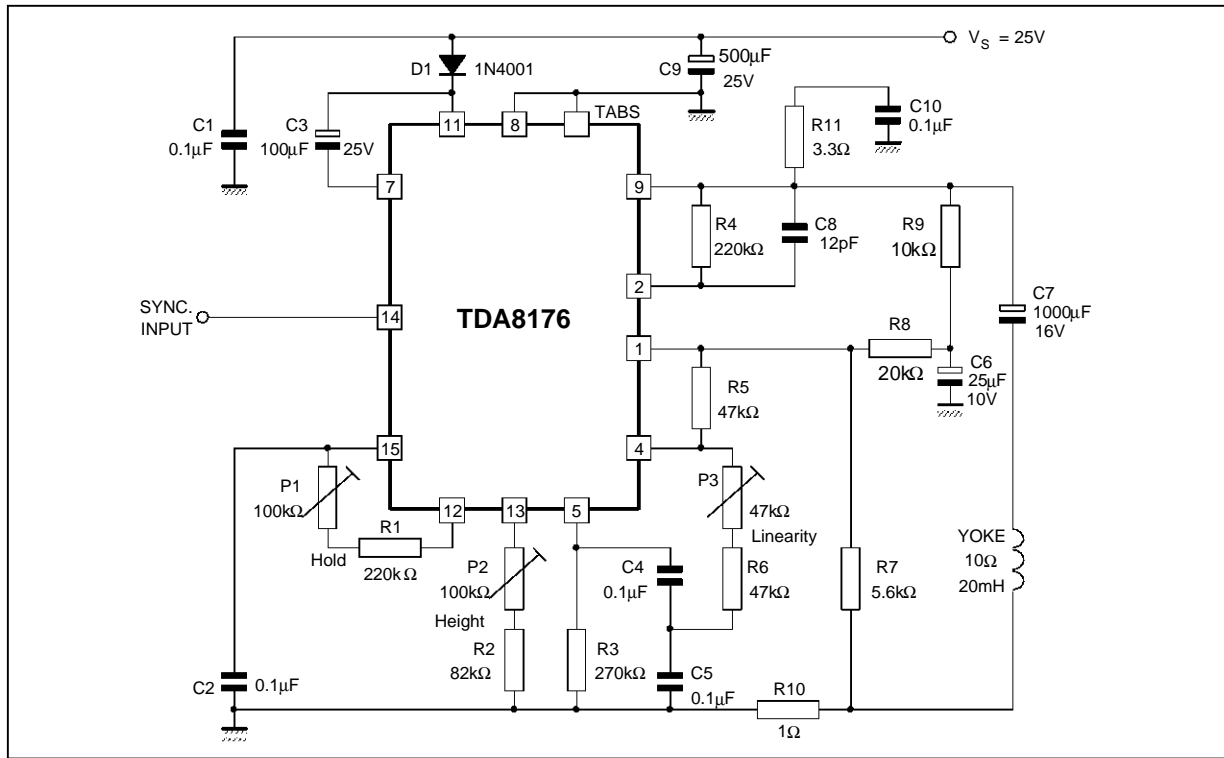 VS = 25V
D1
1N4001
C9
500µF
25V
C1
0.1µF
C3
100µF
25V
11
8
TABS
R11
3.3Ω
C10
0.1µF
7
9
R4
220kΩ
C8
12pF
R9
10kΩ
2
C7
1000µF
16V
SYNC.
INPUT
14
TDA8176
1
R8
20kΩ
C6
25µF
10V
R5
47kΩ
15
4
P1
100kΩ
P3
47kΩ
Linearity
12
13
5
R1
220kΩ
Hold
P2
100kΩ
Height
C4
0.1µF
R6
47kΩ
R7
5.6kΩ
YOKE
10Ω
20mH
R2
82kΩ
R3
270kΩ
C5
0.1µF
C2
0.1µF
R10
1Ω